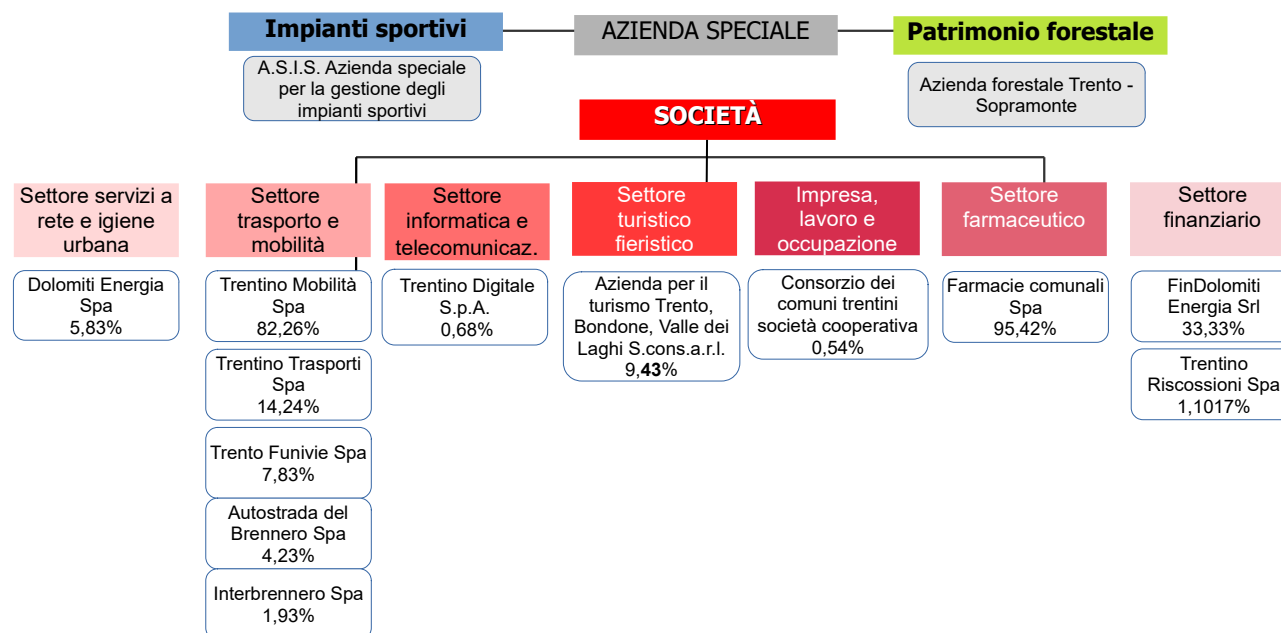 Impianti sportivi
AZIENDA SPECIALE
Patrimonio forestale
A.S.I.S. Azienda speciale
per la gestione degli
impianti sportivi
Azienda forestale Trento -
Sopramonte
SOCIETÀ
Settore servizi a
rete e igiene
urbana
Settore
trasporto e
mobilità
Settore
informatica e
telecomunicaz.
Settore
turistico
fieristico
Impresa,
lavoro e
occupazione
Settore
farmaceutico
Settore
finanziario
Dolomiti Energia
Spa
5,83%
Trentino Mobilità
Spa
82,26%
Trentino Digitale
S.p.A.
0,68%
Azienda per il
turismo Trento,
Bondone, Valle dei
Laghi S.cons.a.r.l.
9,43%
Consorzio dei
comuni trentini
società cooperativa
0,54%
Farmacie comunali
Spa
95,42%
FinDolomiti
Energia Srl
33,33%
Trentino Trasporti
Spa
14,24%
Trentino
Riscossioni Spa
1,1017%
Trento Funivie Spa
7,83%
Autostrada del
Brennero Spa
4,23%
Interbrennero Spa
1,93%